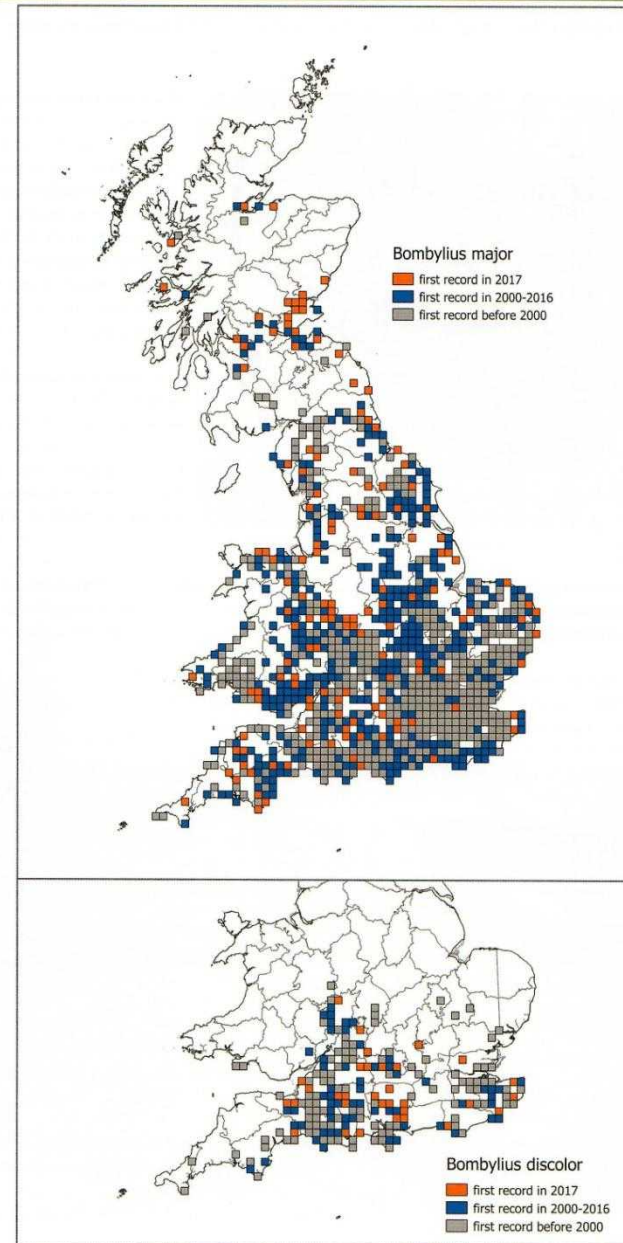 Bombylius major
first record in 2017
first record in 2000-2016
first record before 2000
Bombylius discolor
first record in 2017
first record in 2000-2016
first record before 2000